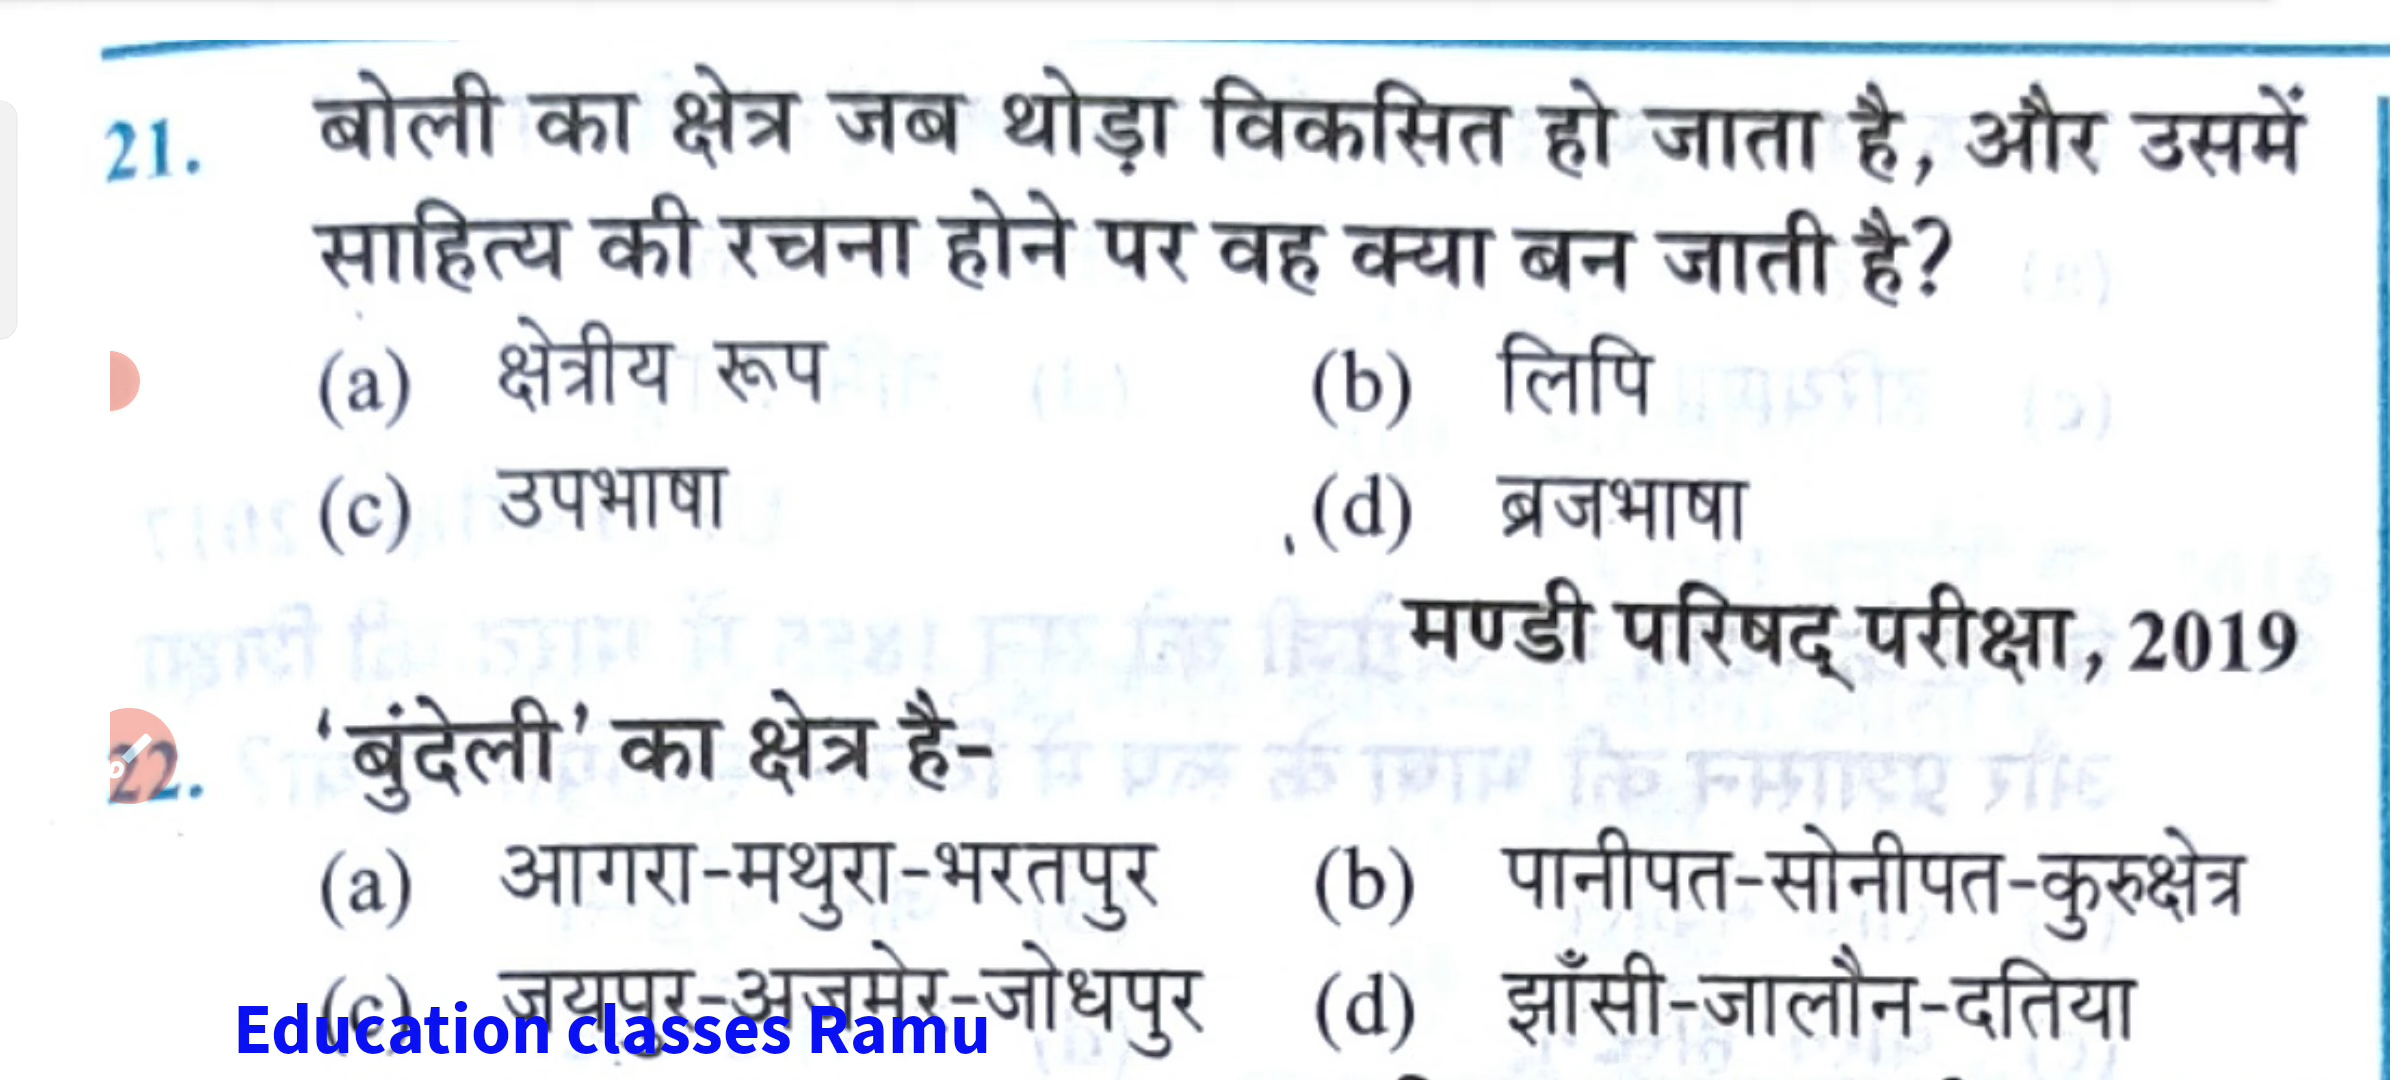 21. बोली का क्षेत्र जब थोड़ा विकसित हो जाता है, और उसमें
साहित्य की रचना होने पर वह क्या बन जाती है?
(a) क्षेत्रीय रूप (b) लिपि
(c) उपभाषा (d) ब्रजभाषा
मण्डी परिषद् परीक्षा, 2019
22. ‘बुंदेली’ का क्षेत्र है-
(a) आगरा-मथुरा-भरतपुर (b) पानीपत-सोनीपत-कुरुक्षेत्र
(c) जयपुर-अजमेर-जोधपुर (d) झाँसी-जालौन-दतिया
Education classes Ramu